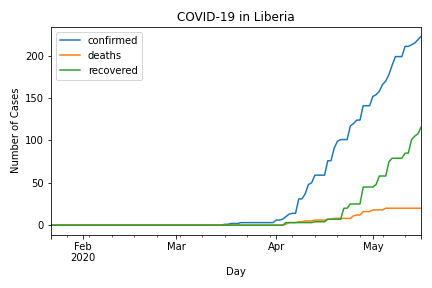 COVID-19 in Liberia
confirmed
deaths
recovered
Number of Cases
200
150
100
50
0
Feb
2020
Mar
Apr
May
Day